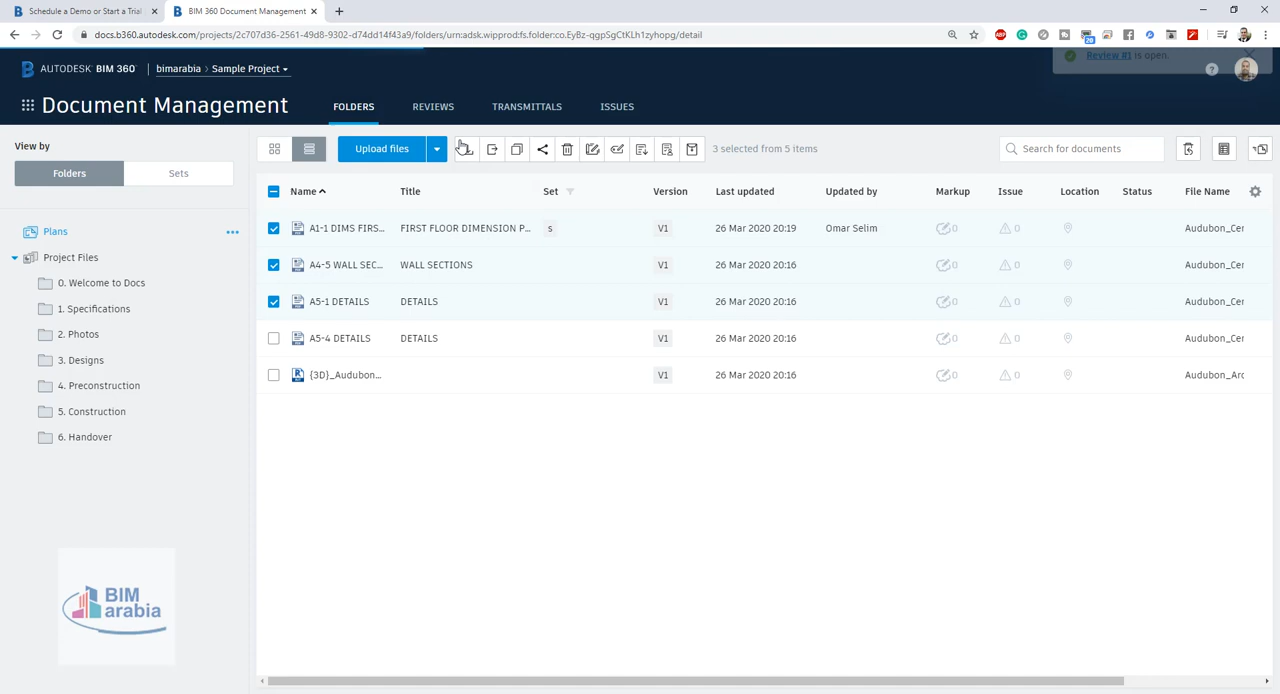 Schedule a Demo or Start a Trial
BIM 360 Document Management
docs.b360.autodesk.com/projects/2c707d36-2561-49d8-9302-d74dd14f43a9/folders/urn:adsk.wipprod:fs.folder:co.EyBz-qgpSgCtKLh1zyhopg/detail
AUTODESK BIM 360
bimarabia > Sample Project
Review #1 is open.
Document Management
FOLDERS
REVIEWS
TRANSMITTALS
ISSUES
View by
Folders
Sets
Plans
Project Files
0. Welcome to Docs
1. Specifications
2. Photos
3. Designs
4. Preconstruction
5. Construction
6. Handover
BIM
arabia
Upload files
3 selected from 5 items
Search for documents
Name Title Set Version Last updated Updated by Markup Issue Location Status File Name
A1-1 DIMS FIRS... FIRST FLOOR DIMENSION P... s V1 26 Mar 2020 20:19 Omar Selim 0 0 Audubon_Cer
A4-5 WALL SEC... WALL SECTIONS V1 26 Mar 2020 20:16 0 0 Audubon_Cer
A5-1 DETAILS DETAILS V1 26 Mar 2020 20:16 0 0 Audubon_Cer
A5-4 DETAILS DETAILS V1 26 Mar 2020 20:16 0 0 Audubon_Cer
{3D}_Audubon... V1 26 Mar 2020 20:16 0 0 Audubon_Arc